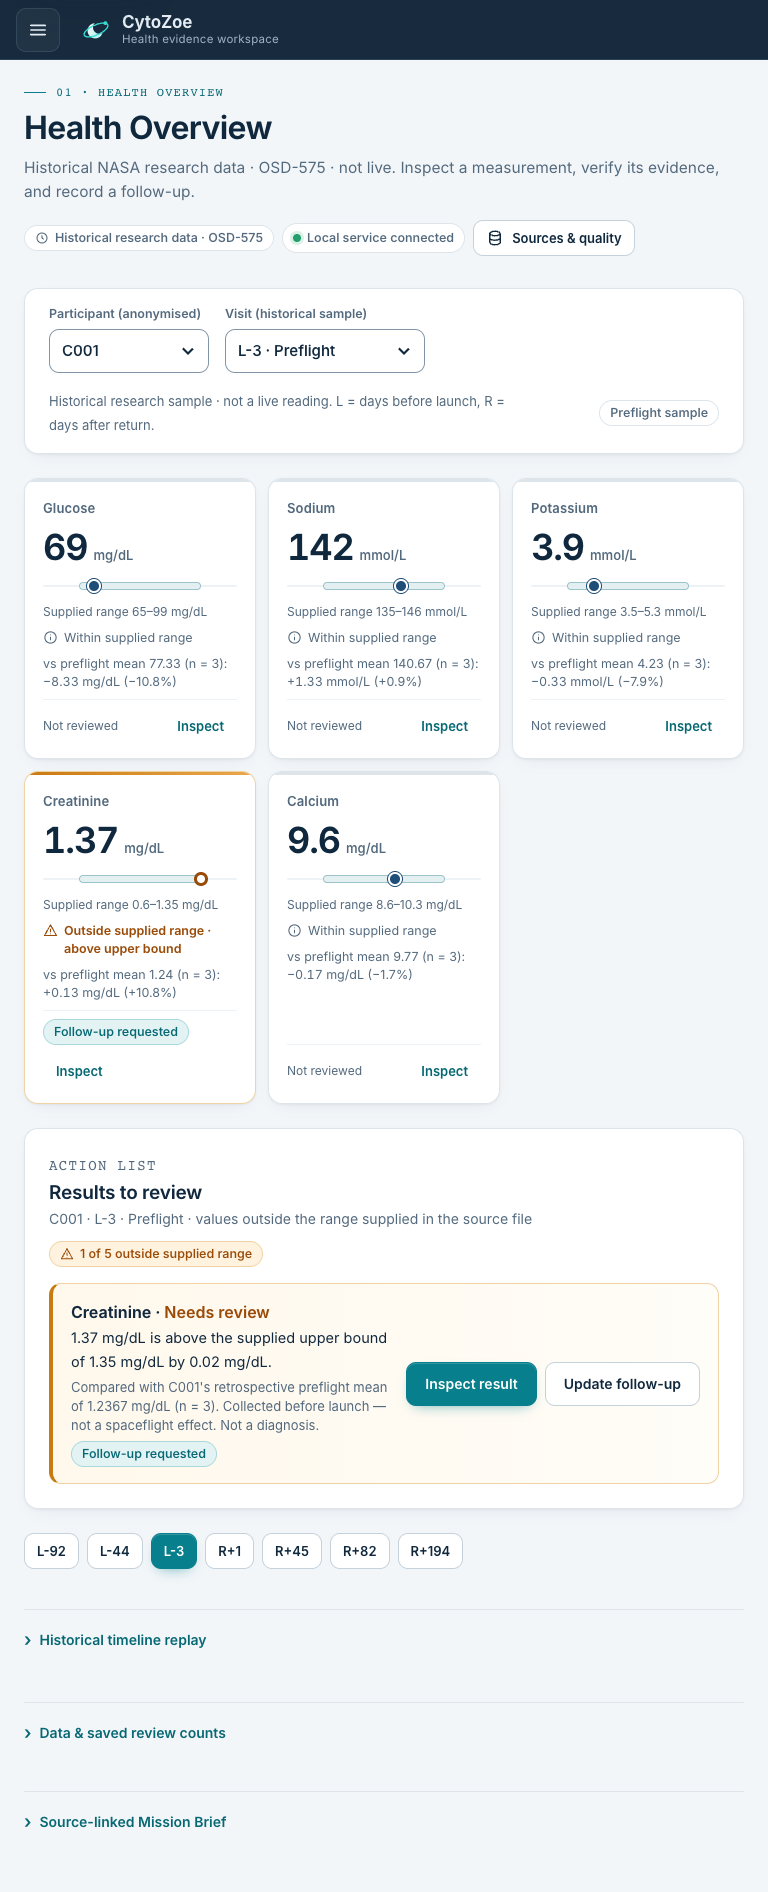 CytoZoe
Health evidence workspace
01 · HEALTH OVERVIEW
Health Overview
Historical NASA research data · OSD-575 · not live. Inspect a measurement, verify its evidence,
and record a follow-up.
Historical research data · OSD-575
Local service connected
Sources & quality
Participant (anonymised)
Visit (historical sample)
C001
L-3 · Preflight
Historical research sample · not a live reading. L = days before launch, R =
days after return.
Preflight sample
Glucose
69 mg/dL
Supplied range 65–99 mg/dL
Within supplied range
vs preflight mean 77.33 (n = 3):
−8.33 mg/dL (−10.8%)
Not reviewed
Inspect
Sodium
142 mmol/L
Supplied range 135–146 mmol/L
Within supplied range
vs preflight mean 140.67 (n = 3):
+1.33 mmol/L (+0.9%)
Not reviewed
Inspect
Potassium
3.9 mmol/L
Supplied range 3.5–5.3 mmol/L
Within supplied range
vs preflight mean 4.23 (n = 3):
−0.33 mmol/L (−7.9%)
Not reviewed
Inspect
Creatinine
1.37 mg/dL
Supplied range 0.6–1.35 mg/dL
Outside supplied range ·
above upper bound
vs preflight mean 1.24 (n = 3):
+0.13 mg/dL (+10.8%)
Follow-up requested
Inspect
Calcium
9.6 mg/dL
Supplied range 8.6–10.3 mg/dL
Within supplied range
vs preflight mean 9.77 (n = 3):
−0.17 mg/dL (−1.7%)
Not reviewed
Inspect
ACTION LIST
Results to review
C001 · L-3 · Preflight · values outside the range supplied in the source file
1 of 5 outside supplied range
Creatinine · Needs review
1.37 mg/dL is above the supplied upper bound
of 1.35 mg/dL by 0.02 mg/dL.
Compared with C001's retrospective preflight mean
of 1.2367 mg/dL (n = 3). Collected before launch —
not a spaceflight effect. Not a diagnosis.
Follow-up requested
Inspect result
Update follow-up
L-92
L-44
L-3
R+1
R+45
R+82
R+194
Historical timeline replay
Data & saved review counts
Source-linked Mission Brief